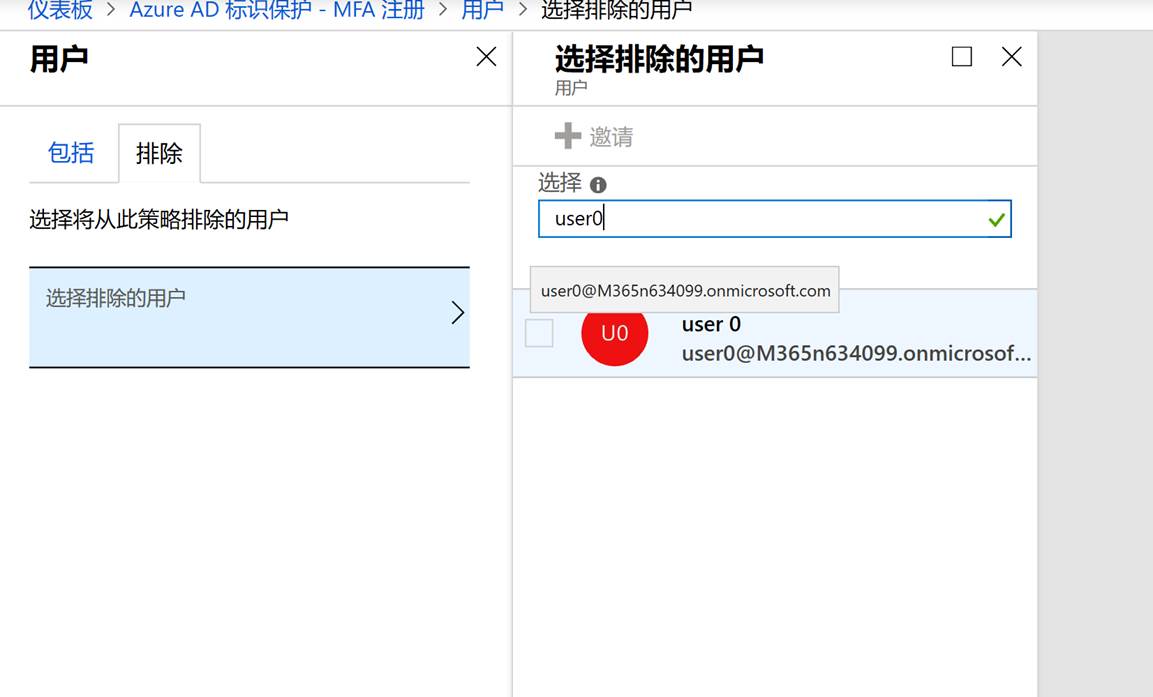 仪表板 > Azure AD 标识保护 - MFA 注册 > 用户 > 选择排除的用户
用户
包括
排除
选择将从此策略排除的用户
选择排除的用户
选择排除的用户
用户
邀请
选择
user0
user0@M365n634099.onmicrosoft.com
U0
user 0
user0@M365n634099.onmicrosof...